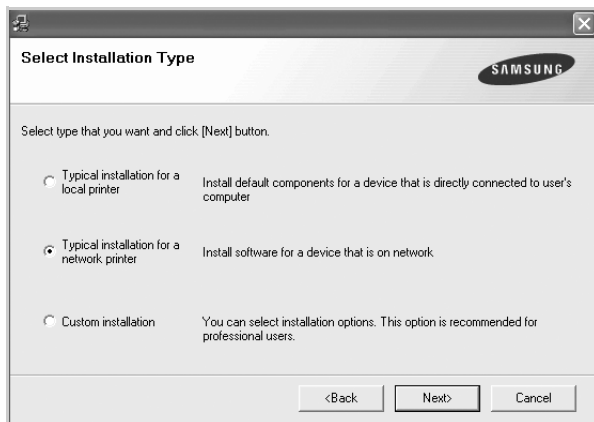 Select Installation Type
SAMSUNG
Select type that you want and click [Next] button.
Typical installation for a
local printer
Install default components for a device that is directly connected to user's
computer
Typical installation for a
network printer
Install software for a device that is on network
Custom installation
You can select installation options. This option is recommended for
professional users.
<Back
Next>
Cancel